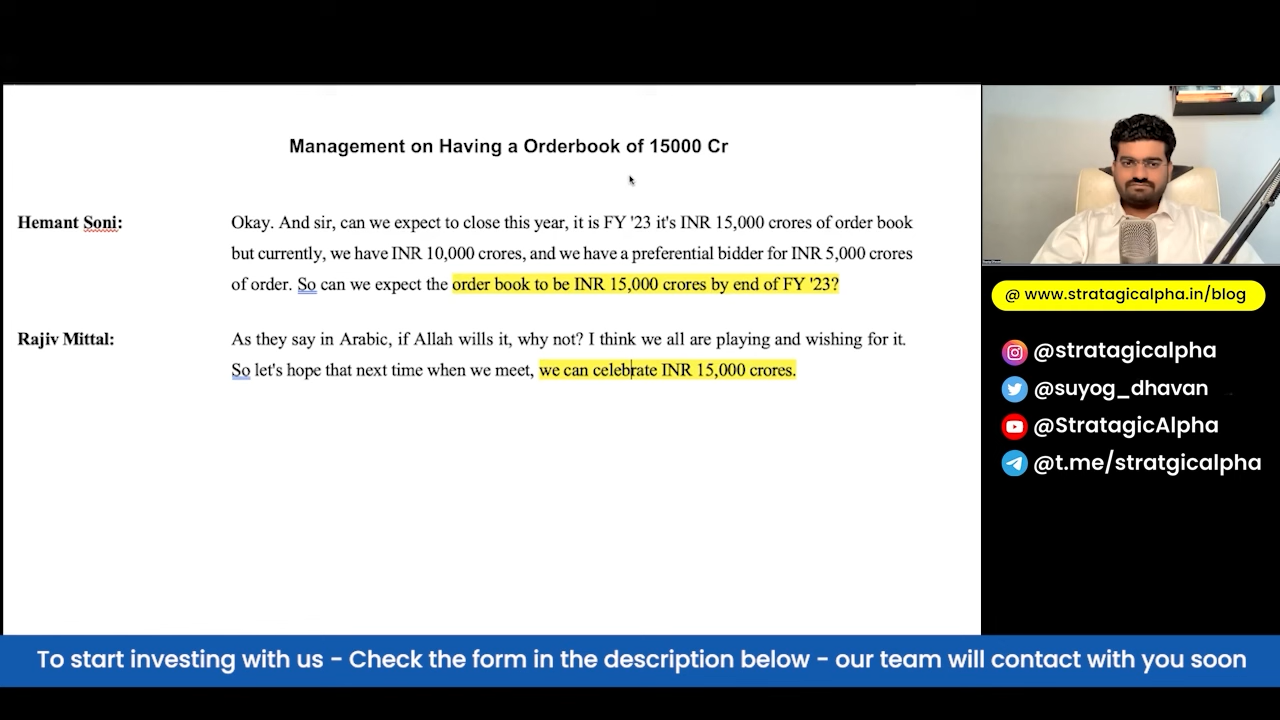 Management on Having a Orderbook of 15000 Cr
Hemant Soni:
Okay. And sir, can we expect to close this year, it is FY '23 it's INR 15,000 crores of order book
but currently, we have INR 10,000 crores, and we have a preferential bidder for INR 5,000 crores
of order. So can we expect the order book to be INR 15,000 crores by end of FY '23?
Rajiv Mittal:
As they say in Arabic, if Allah wills it, why not? I think we all are playing and wishing for it.
So let's hope that next time when we meet, we can celebrate INR 15,000 crores.
@ www.stratagicalpha.in/blog
@stratagicalpha
@suyog_dhavan
@StratagicAlpha
@t.me/stratgicalpha
To start investing with us - Check the form in the description below - our team will contact with you soon